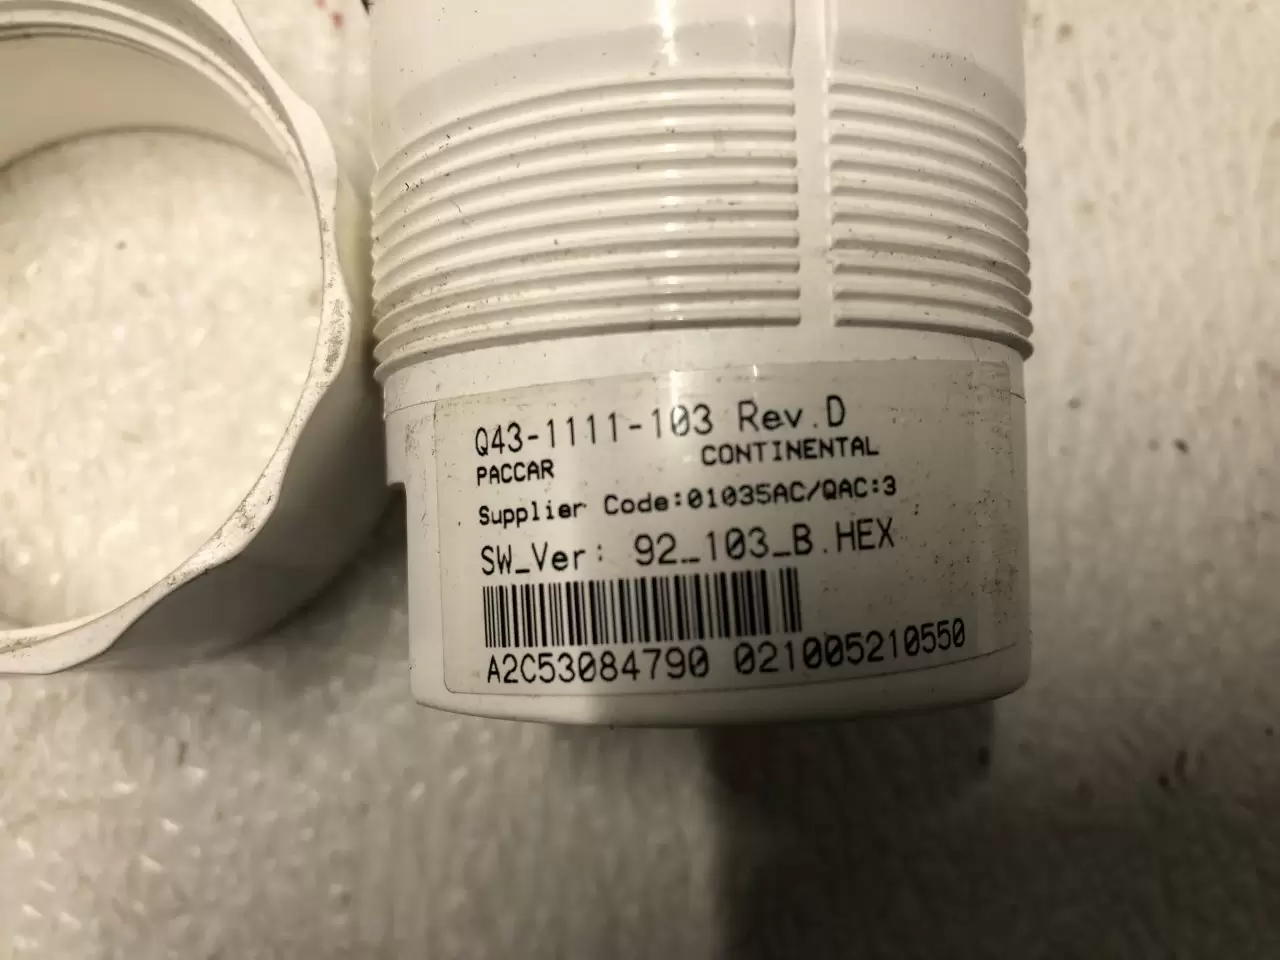 Q43-1111-103 Rev.D
PACCAR CONTINENTAL
Supplier Code:01035AC/QAC:3
SW_Ver: 92_103_B.HEX
A2C53084790 021005210550